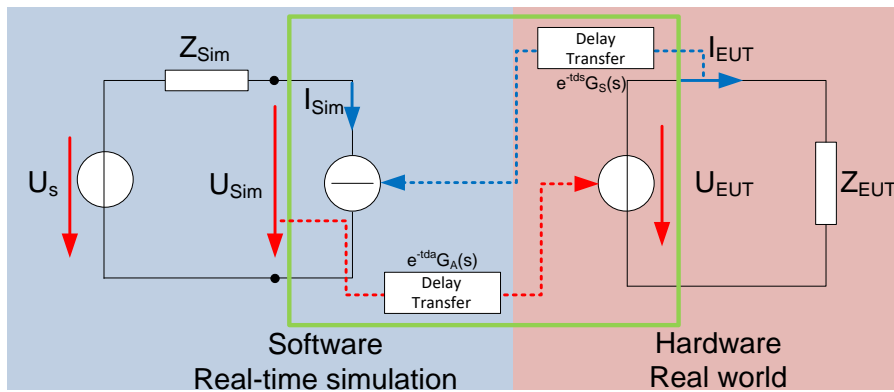 Z_Sim
Delay
Transfer
I_EUT
e^-tds G_S(s)
I_Sim
U_s
U_Sim
U_EUT
Z_EUT
e^-tda G_A(s)
Delay
Transfer
Software
Real-time simulation
Hardware
Real world